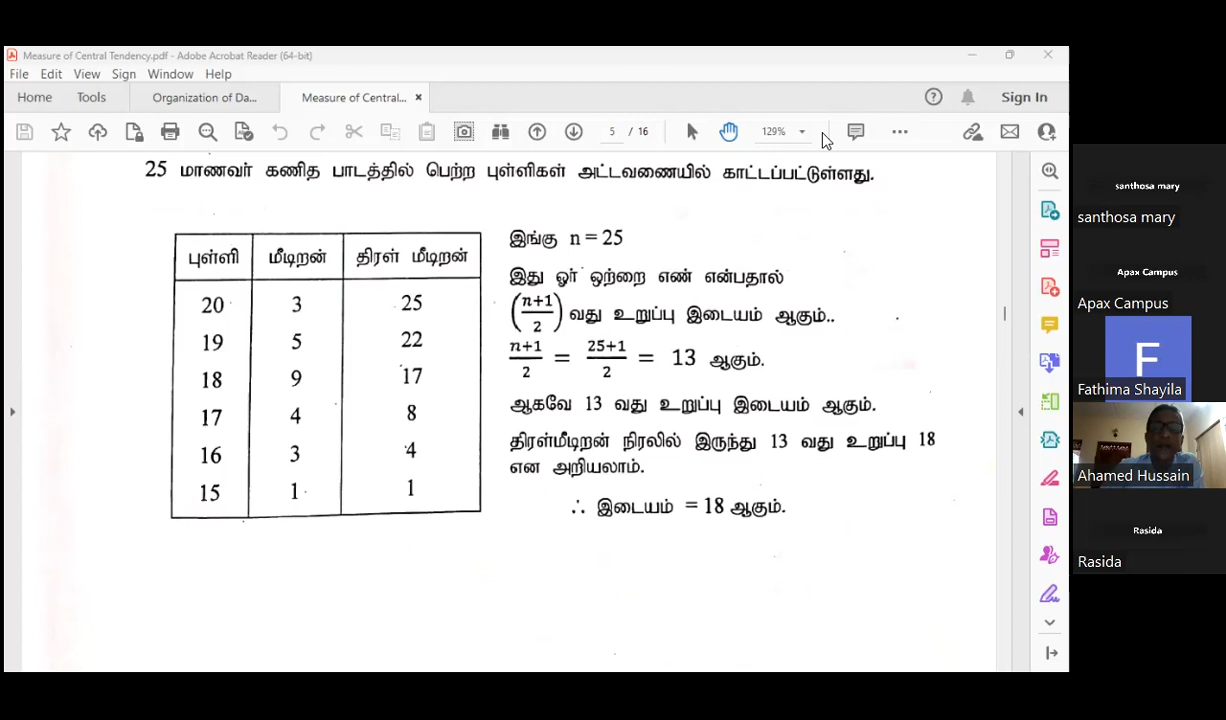 Measure of Central Tendency.pdf - Adobe Acrobat Reader (64-bit)
File Edit View Sign Window Help
Home Tools Organization of Da... Measure of Central... × Sign In
5 / 16 129%
25 மாணவர் கணித பாடத்தில் பெற்ற புள்ளிகள் அட்டவணையில் காட்டப்பட்டுள்ளது.
புள்ளி மீடிறன் திரள் மீடிறன்
20 3 25
19 5 22
18 9 17
17 4 8
16 3 4
15 1 1
இங்கு n = 25
இது ஓர் ஒற்றை எண் என்பதால்
(n+1/2) வது உறுப்பு இடையம் ஆகும்..
n+1/2 = 25+1/2 = 13 ஆகும்.
ஆகவே 13 வது உறுப்பு இடையம் ஆகும்.
திரள்மீடிறன் நிரலில் இருந்து 13 வது உறுப்பு 18
என அறியலாம்.
∴ இடையம் = 18 ஆகும்.
santhosa mary
santhosa mary
Apax Campus
Apax Campus
F
Fathima Shayila
Ahamed Hussain
Rasida
Rasida